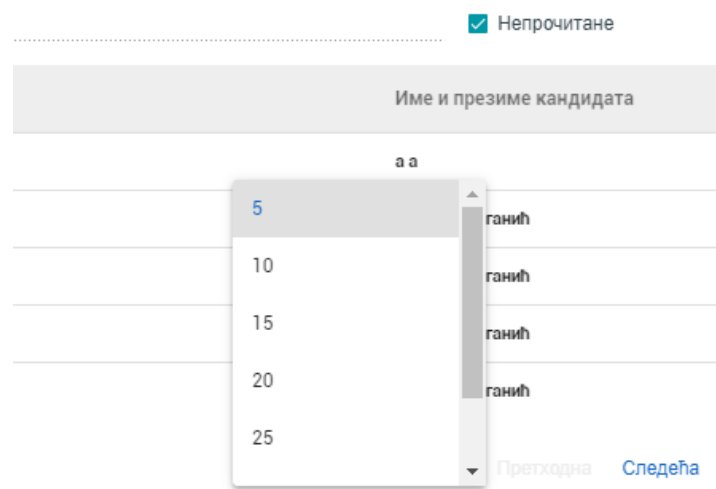 Непрочитане
Име и презиме кандидата
а а
5
ганић
10
ганић
15
ганић
20
ганић
25
Претходна Следећа